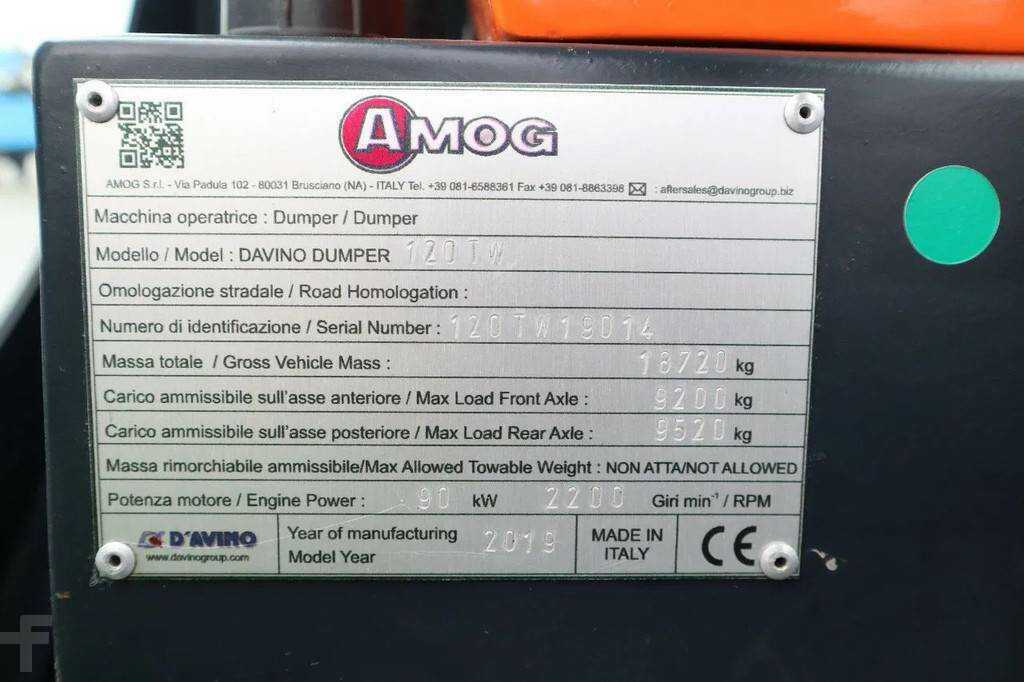 AMOG
AMOG S.r.l. - Via Padula 102 - 80031 Brusciano (NA) - ITALY Tel. +39 081-6588361 Fax +39 081-8863398 : aftersales@davinogroup.biz
Macchina operatrice : Dumper / Dumper
Modello / Model : DAVINO DUMPER 120TW
Omologazione stradale / Road Homologation :
Numero di identificazione / Serial Number : 120TW19014
Massa totale / Gross Vehicle Mass : 18720 kg
Carico ammissibile sull'asse anteriore / Max Load Front Axle : 9200 kg
Carico ammissibile sull'asse posteriore / Max Load Rear Axle : 9520 kg
Massa rimorchiabile ammissibile/Max Allowed Towable Weight : NON ATTA/NOT ALLOWED
Potenza motore / Engine Power : 90 kW 2200 Giri min⁻¹ / RPM
D'AVINO
www.davinogroup.com
Year of manufacturing
Model Year
2019
MADE IN
ITALY
CE
F